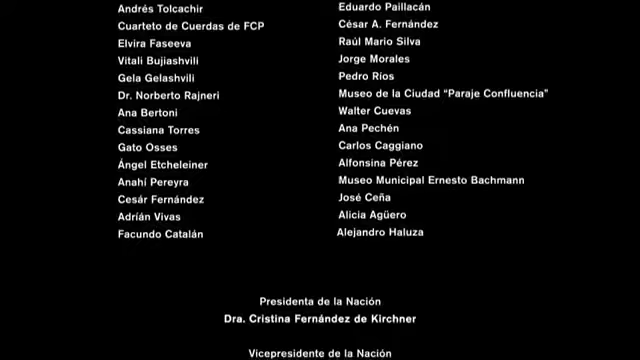 Andrés Tolcachir
Cuarteto de Cuerdas de FCP
Elvira Faseeva
Vitali Bujiashvili
Gela Gelashvili
Dr. Norberto Rajneri
Ana Bertoni
Cassiana Torres
Gato Osses
Ángel Etcheleiner
Anahí Pereyra
Cesár Fernández
Adrián Vivas
Facundo Catalán
Eduardo Paillacán
César A. Fernández
Raúl Mario Silva
Jorge Morales
Pedro Ríos
Museo de la Ciudad “Paraje Confluencia”
Walter Cuevas
Ana Pechén
Carlos Caggiano
Alfonsina Pérez
Museo Municipal Ernesto Bachmann
José Ceña
Alicia Agüero
Alejandro Haluza
Presidenta de la Nación
Dra. Cristina Fernández de Kirchner
Vicepresidente de la Nación